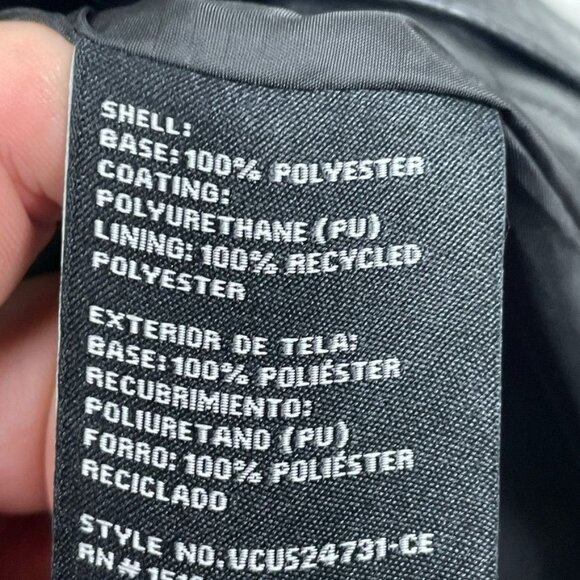 SHELL:
BASE: 100% POLYESTER
COATING:
POLYURETHANE (PU)
LINING: 100% RECYCLED
POLYESTER
EXTERIOR DE TELA:
BASE: 100% POLIÉSTER
RECUBRIMIENTO:
POLIURETANO (PU)
FORRO: 100% POLIÉSTER
RECICLADO
STYLE NO. VCUS24731-CE
RN #